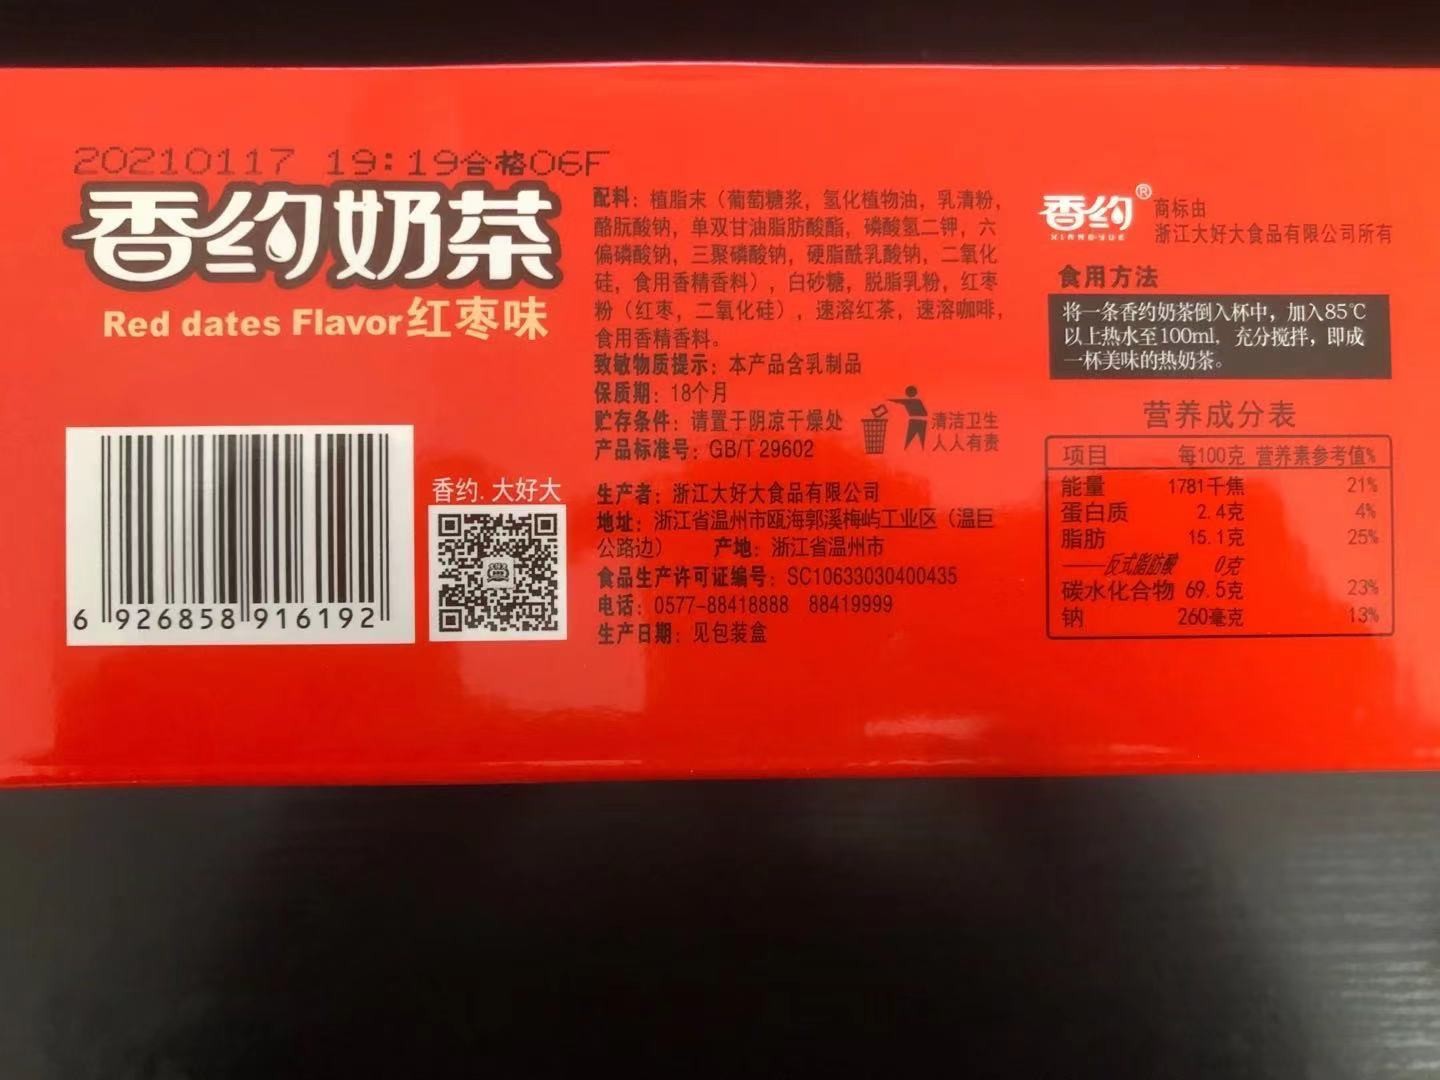 20210117 19:19合格06F
香约奶茶
Red dates Flavor红枣味
6 926858 916192
香约.大好大
配料：植脂末（葡萄糖浆，氢化植物油，乳清粉，
酪朊酸钠，单双甘油脂肪酸酯，磷酸氢二钾，六
偏磷酸钠，三聚磷酸钠，硬脂酰乳酸钠，二氧化
硅，食用香精香料），白砂糖，脱脂乳粉，红枣
粉（红枣，二氧化硅），速溶红茶，速溶咖啡，
食用香精香料。
致敏物质提示：本产品含乳制品
保质期：18个月
贮存条件：请置于阴凉干燥处
产品标准号：GB/T 29602
清洁卫生
人人有责
生产者：浙江大好大食品有限公司
地址：浙江省温州市瓯海郭溪梅屿工业区（温巨
公路边） 产地：浙江省温州市
食品生产许可证编号：SC10633030400435
电话：0577-88418888 88419999
生产日期：见包装盒
香约®
XIANG YUE
商标由
浙江大好大食品有限公司所有
食用方法
将一条香约奶茶倒入杯中，加入85℃
以上热水至100ml，充分搅拌，即成
一杯美味的热奶茶。
营养成分表
项目 每100克 营养素参考值%
能量 1781千焦 21%
蛋白质 2.4克 4%
脂肪 15.1克 25%
——反式脂肪酸 0克
碳水化合物 69.5克 23%
钠 260毫克 13%